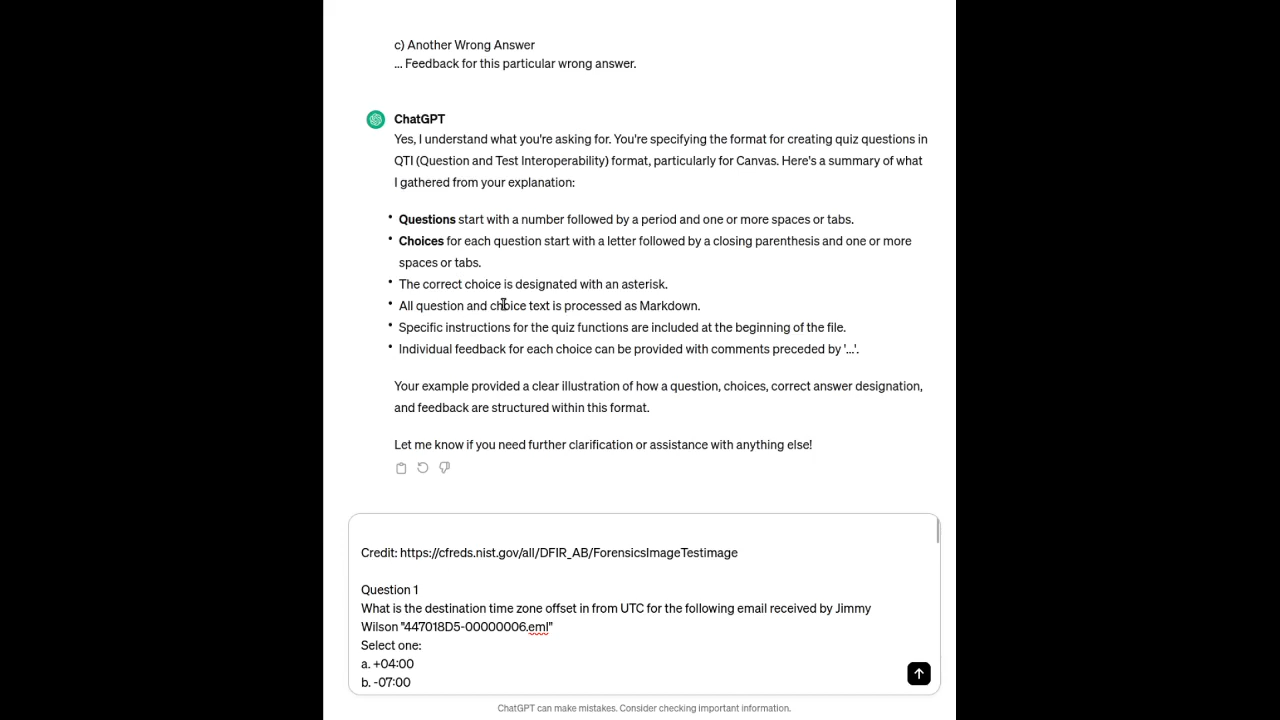 c) Another Wrong Answer
... Feedback for this particular wrong answer.
ChatGPT
Yes, I understand what you're asking for. You're specifying the format for creating quiz questions in
QTI (Question and Test Interoperability) format, particularly for Canvas. Here's a summary of what
I gathered from your explanation:
• Questions start with a number followed by a period and one or more spaces or tabs.
• Choices for each question start with a letter followed by a closing parenthesis and one or more
spaces or tabs.
• The correct choice is designated with an asterisk.
• All question and choice text is processed as Markdown.
• Specific instructions for the quiz functions are included at the beginning of the file.
• Individual feedback for each choice can be provided with comments preceded by '...'.
Your example provided a clear illustration of how a question, choices, correct answer designation,
and feedback are structured within this format.
Let me know if you need further clarification or assistance with anything else!
Credit: https://cfreds.nist.gov/all/DFIR_AB/ForensicsImageTestimage
Question 1
What is the destination time zone offset in from UTC for the following email received by Jimmy
Wilson "447018D5-00000006.eml"
Select one:
a. +04:00
b. -07:00
ChatGPT can make mistakes. Consider checking important information.